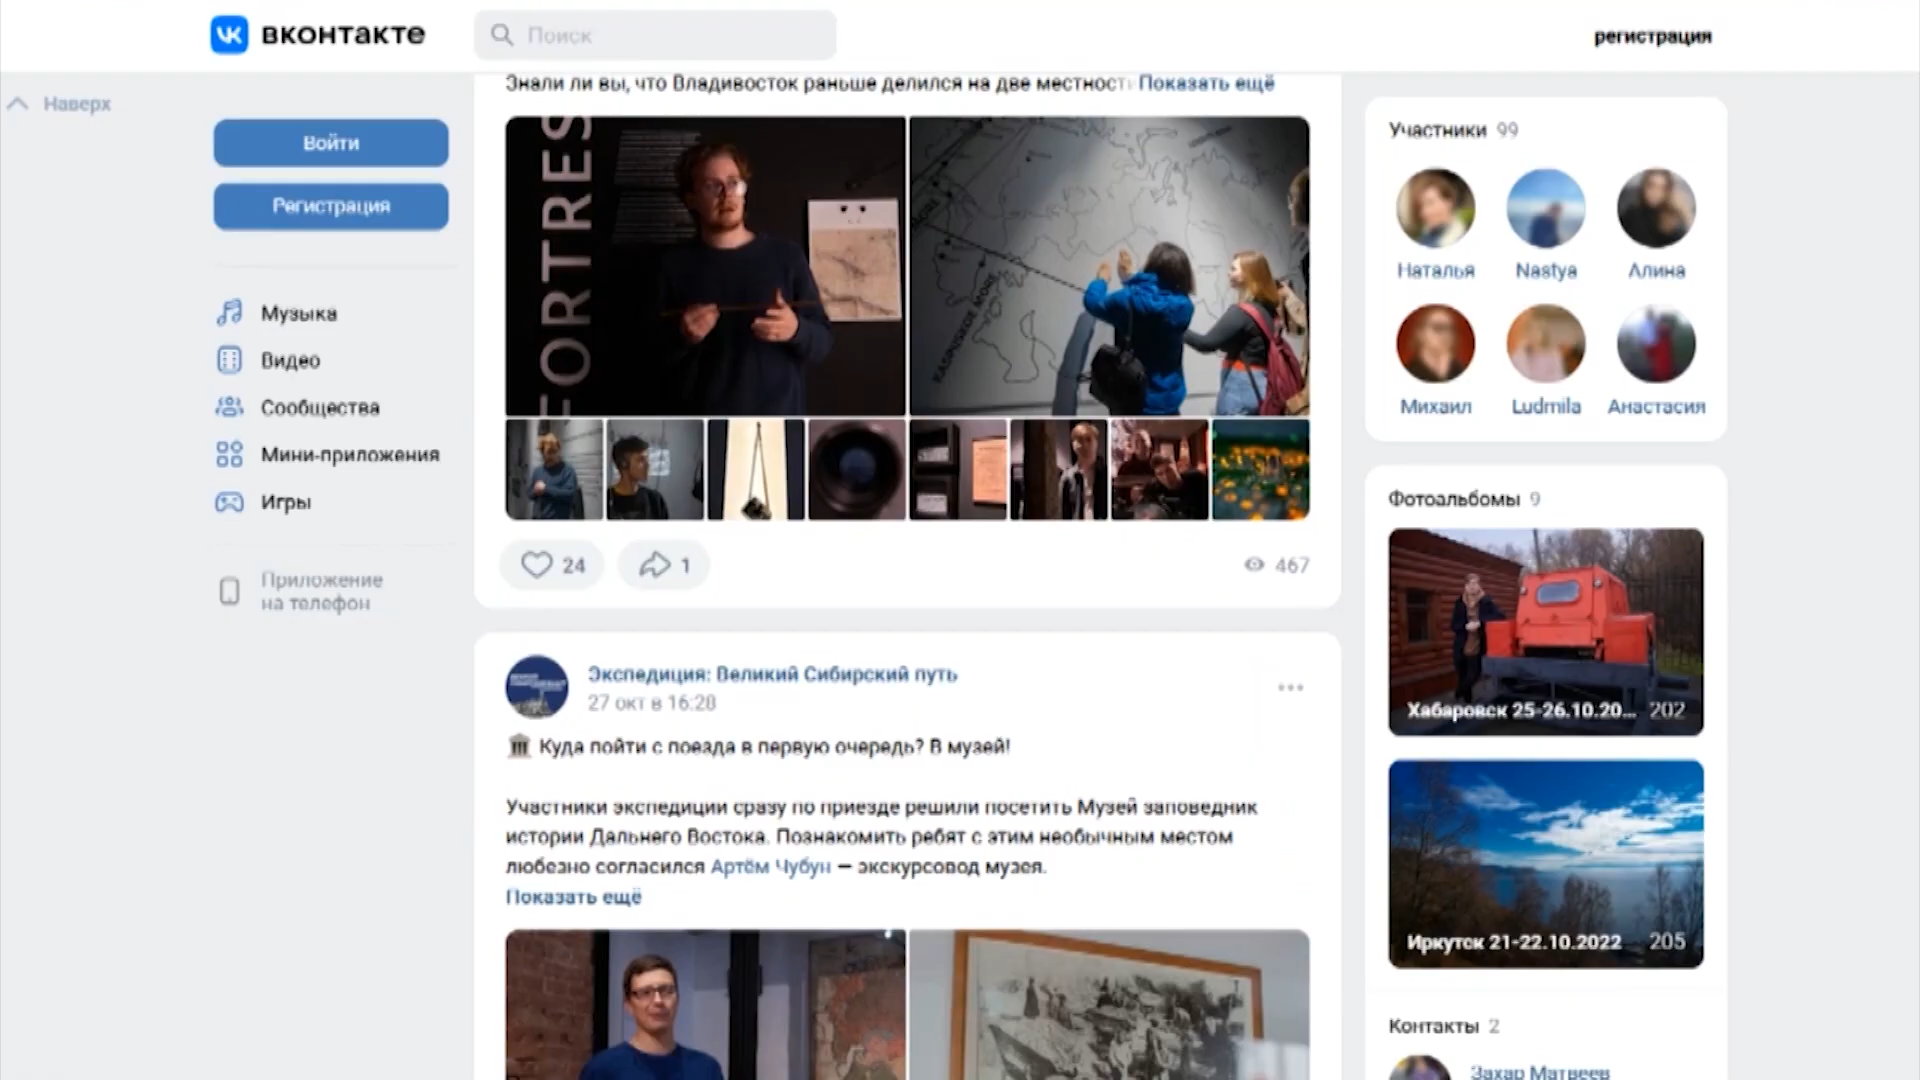 вконтакте
Поиск
регистрация
Наверх
Войти
Регистрация
Музыка
Видео
Сообщества
Мини-приложения
Игры
Приложение
на телефон
Знали ли вы, что Владивосток раньше делился на две местност Показать ещё
FORTRES
KASPIJSKOE MORE
24
1
467
Экспедиция: Великий Сибирский путь
27 окт в 16:28
Куда пойти с поезда в первую очередь? В музей!
Участники экспедиции сразу по приезде решили посетить Музей заповедник
истории Дальнего Востока. Познакомить ребят с этим необычным местом
любезно согласился Артём Чубун — экскурсовод музея.
Показать ещё
Участники 99
Наталья
Nastya
Алина
Михаил
Ludmila
Анастасия
Фотоальбомы 9
Хабаровск 25-26.10.20... 202
Иркутск 21-22.10.2022 205
Контакты 2
Захар Матвеев